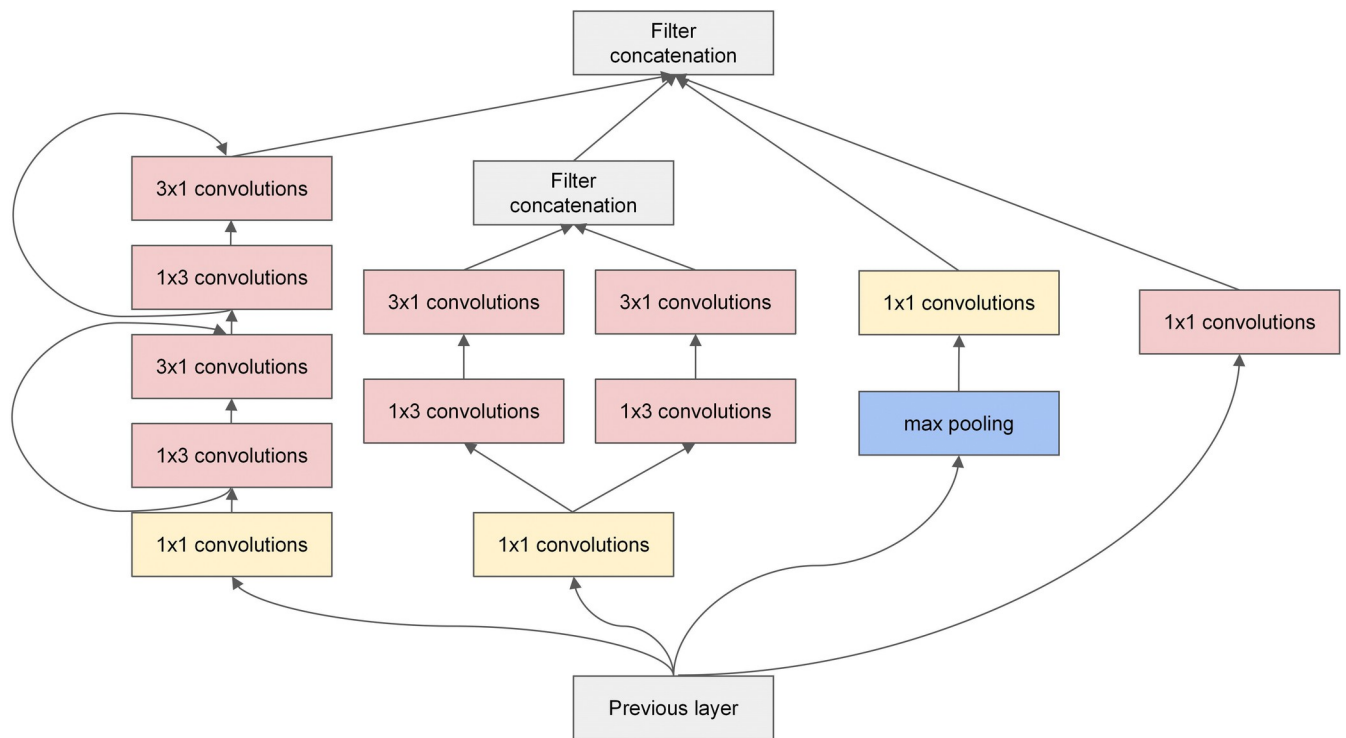 Filter
concatenation
3x1 convolutions
Filter
concatenation
1x3 convolutions
3x1 convolutions
3x1 convolutions
1x1 convolutions
1x1 convolutions
3x1 convolutions
1x3 convolutions
1x3 convolutions
max pooling
1x3 convolutions
1x1 convolutions
1x1 convolutions
Previous layer